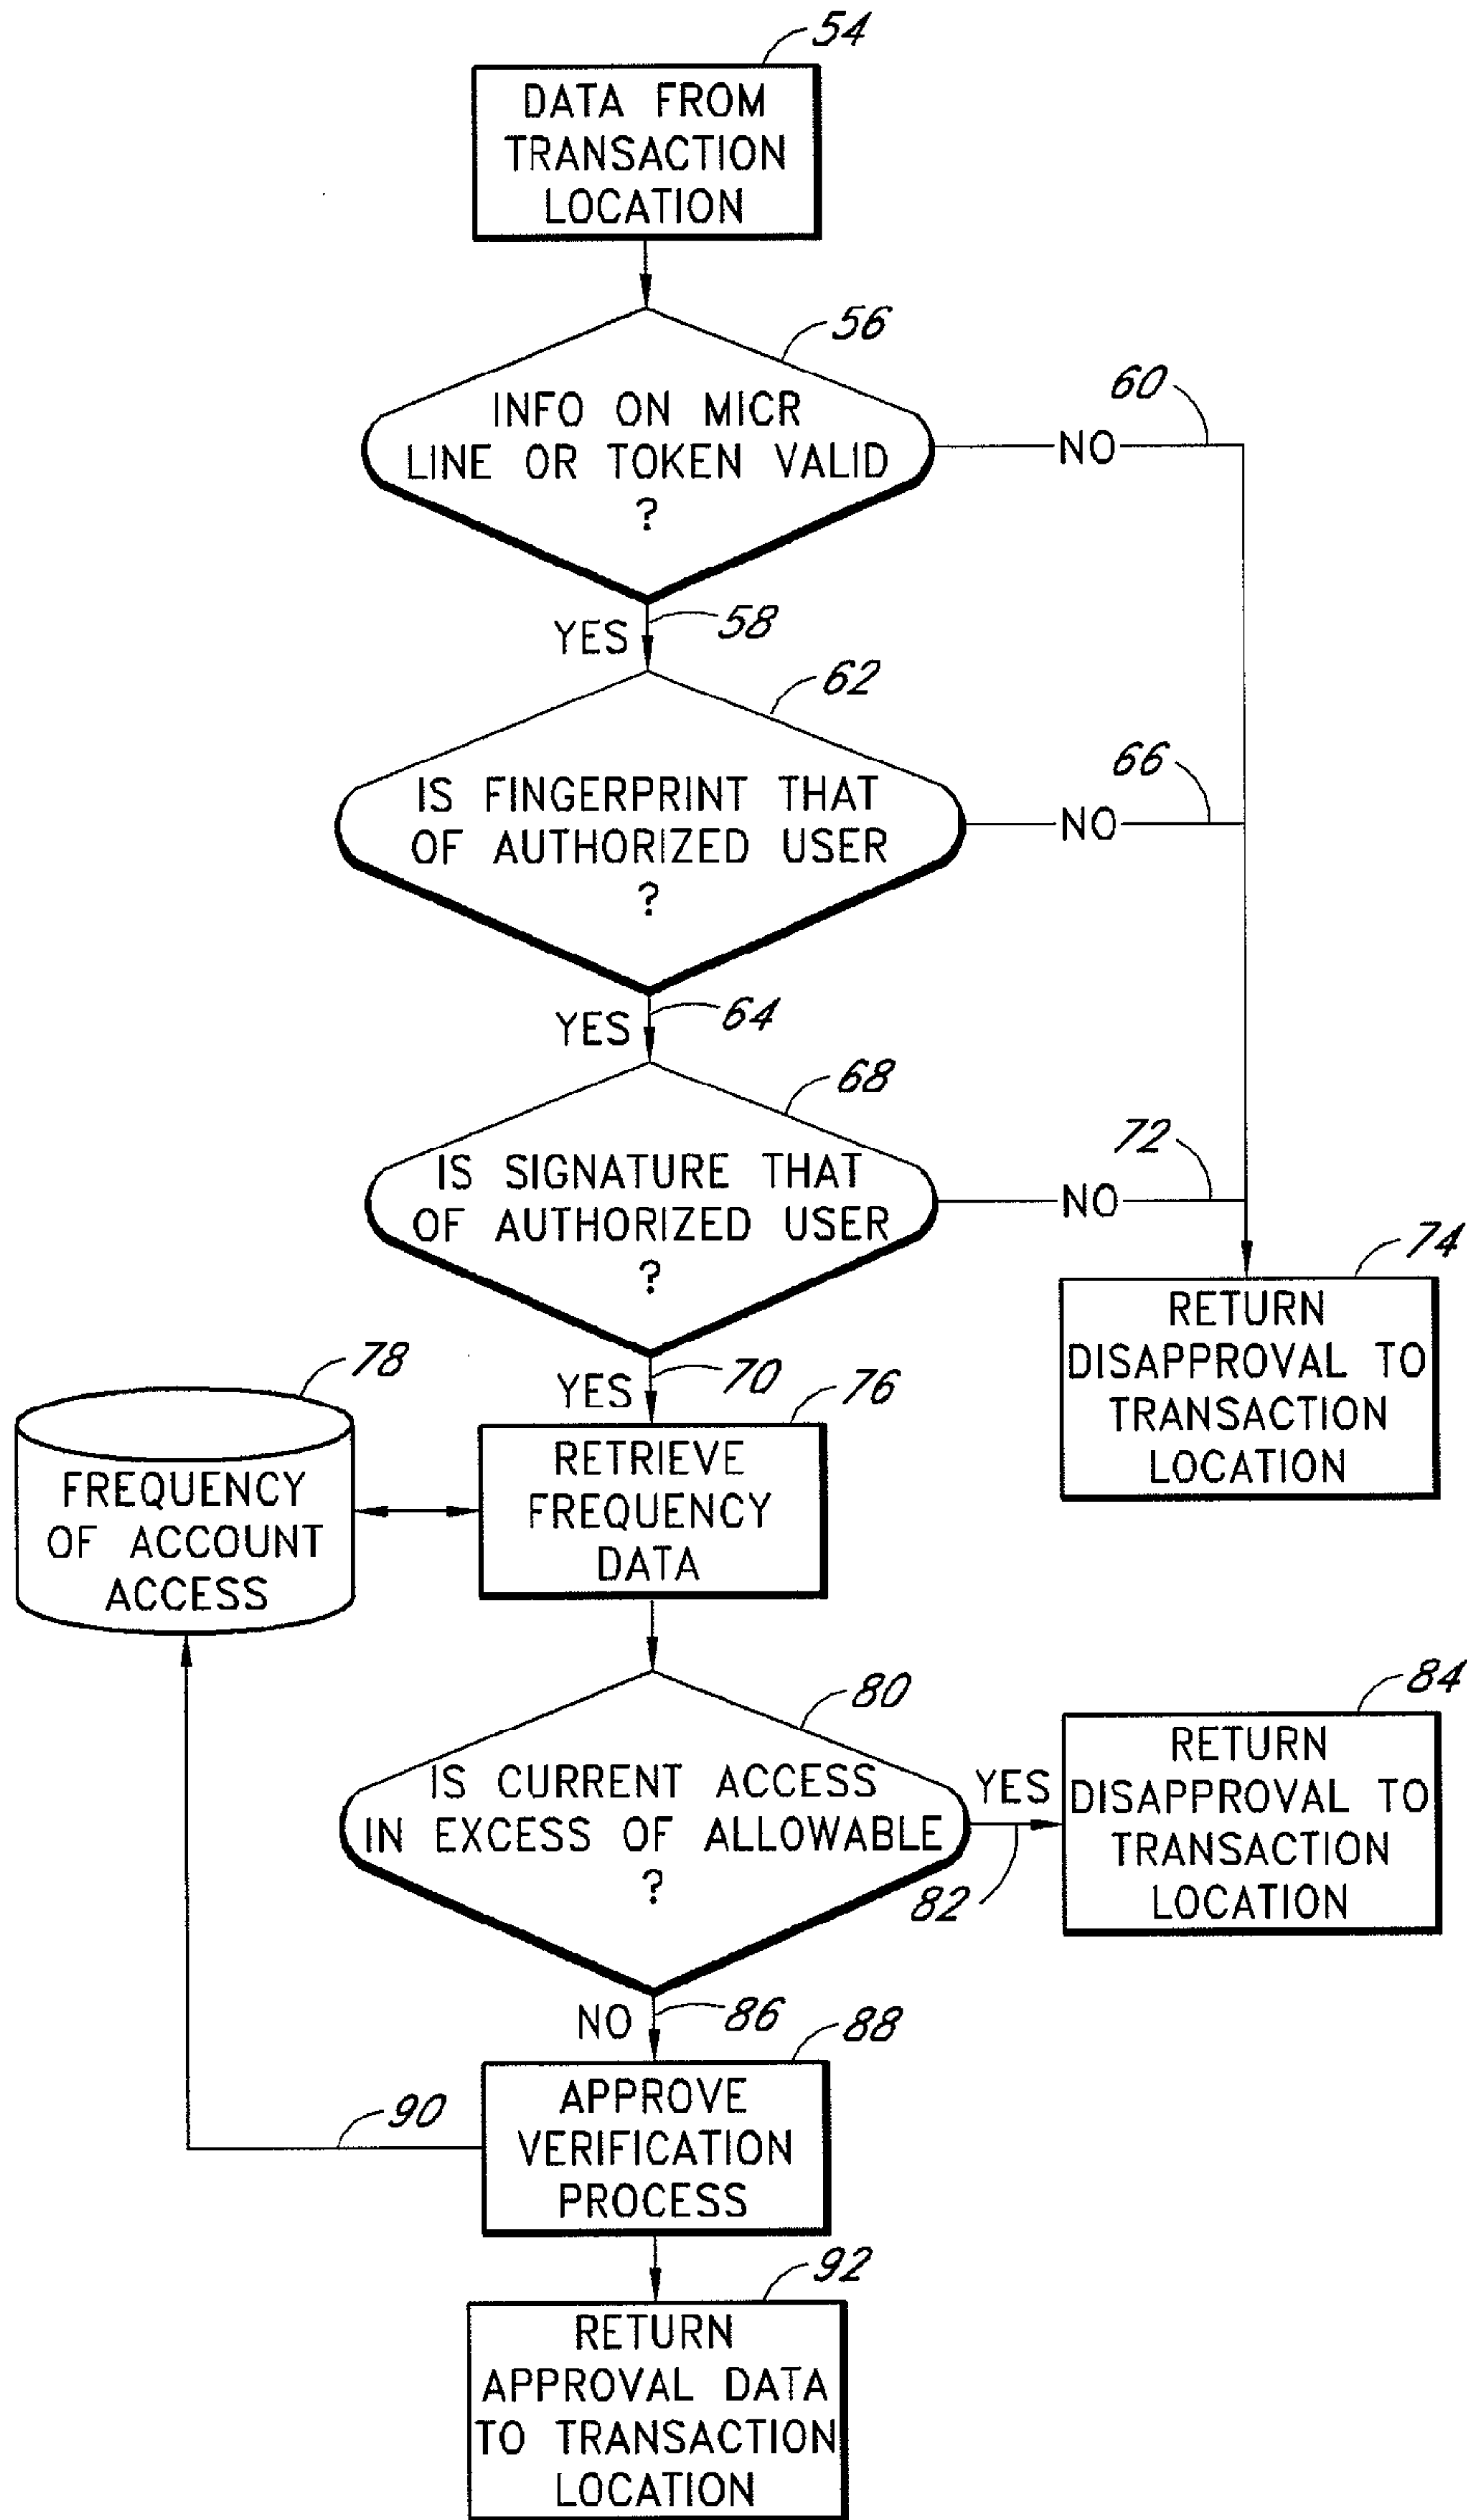 54
DATA FROM
TRANSACTION
LOCATION
56
INFO ON MICR
LINE OR TOKEN VALID
?
60
NO
YES
58
62
IS FINGERPRINT THAT
OF AUTHORIZED USER
?
66
NO
YES
64
68
IS SIGNATURE THAT
OF AUTHORIZED USER
?
72
NO
74
RETURN
DISAPPROVAL TO
TRANSACTION
LOCATION
YES
70
76
RETRIEVE
FREQUENCY
DATA
78
FREQUENCY
OF ACCOUNT
ACCESS
80
IS CURRENT ACCESS
IN EXCESS OF ALLOWABLE
?
YES
82
84
RETURN
DISAPPROVAL TO
TRANSACTION
LOCATION
NO
86
88
APPROVE
VERIFICATION
PROCESS
90
92
RETURN
APPROVAL DATA
TO TRANSACTION
LOCATION